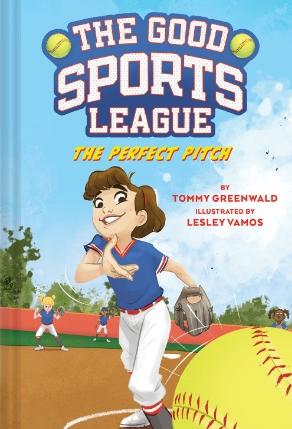 THE GOOD
SPORTS
LEAGUE
THE PERFECT PITCH
BY
TOMMY GREENWALD
ILLUSTRATED BY
LESLEY VAMOS